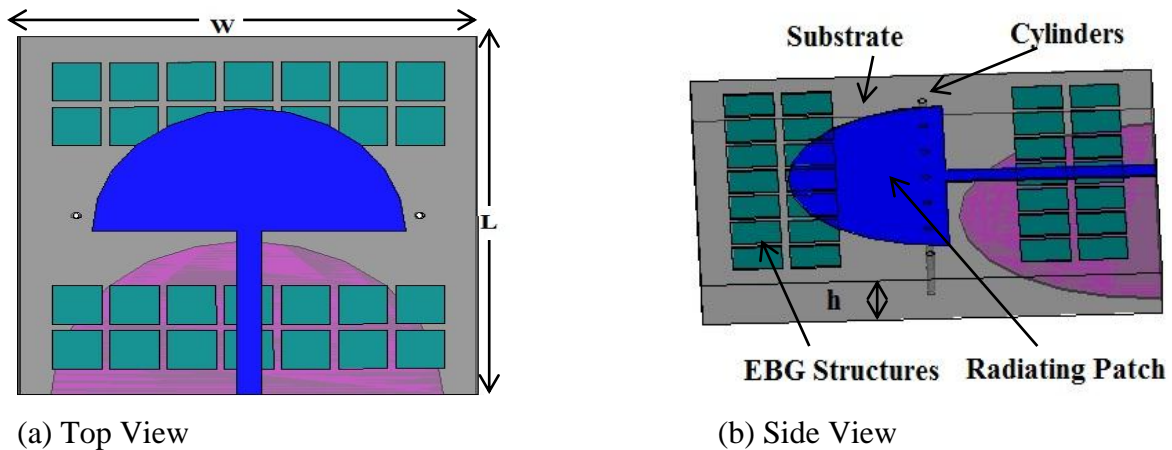 W
L
(a) Top View
Substrate
Cylinders
h
EBG Structures
Radiating Patch
(b) Side View